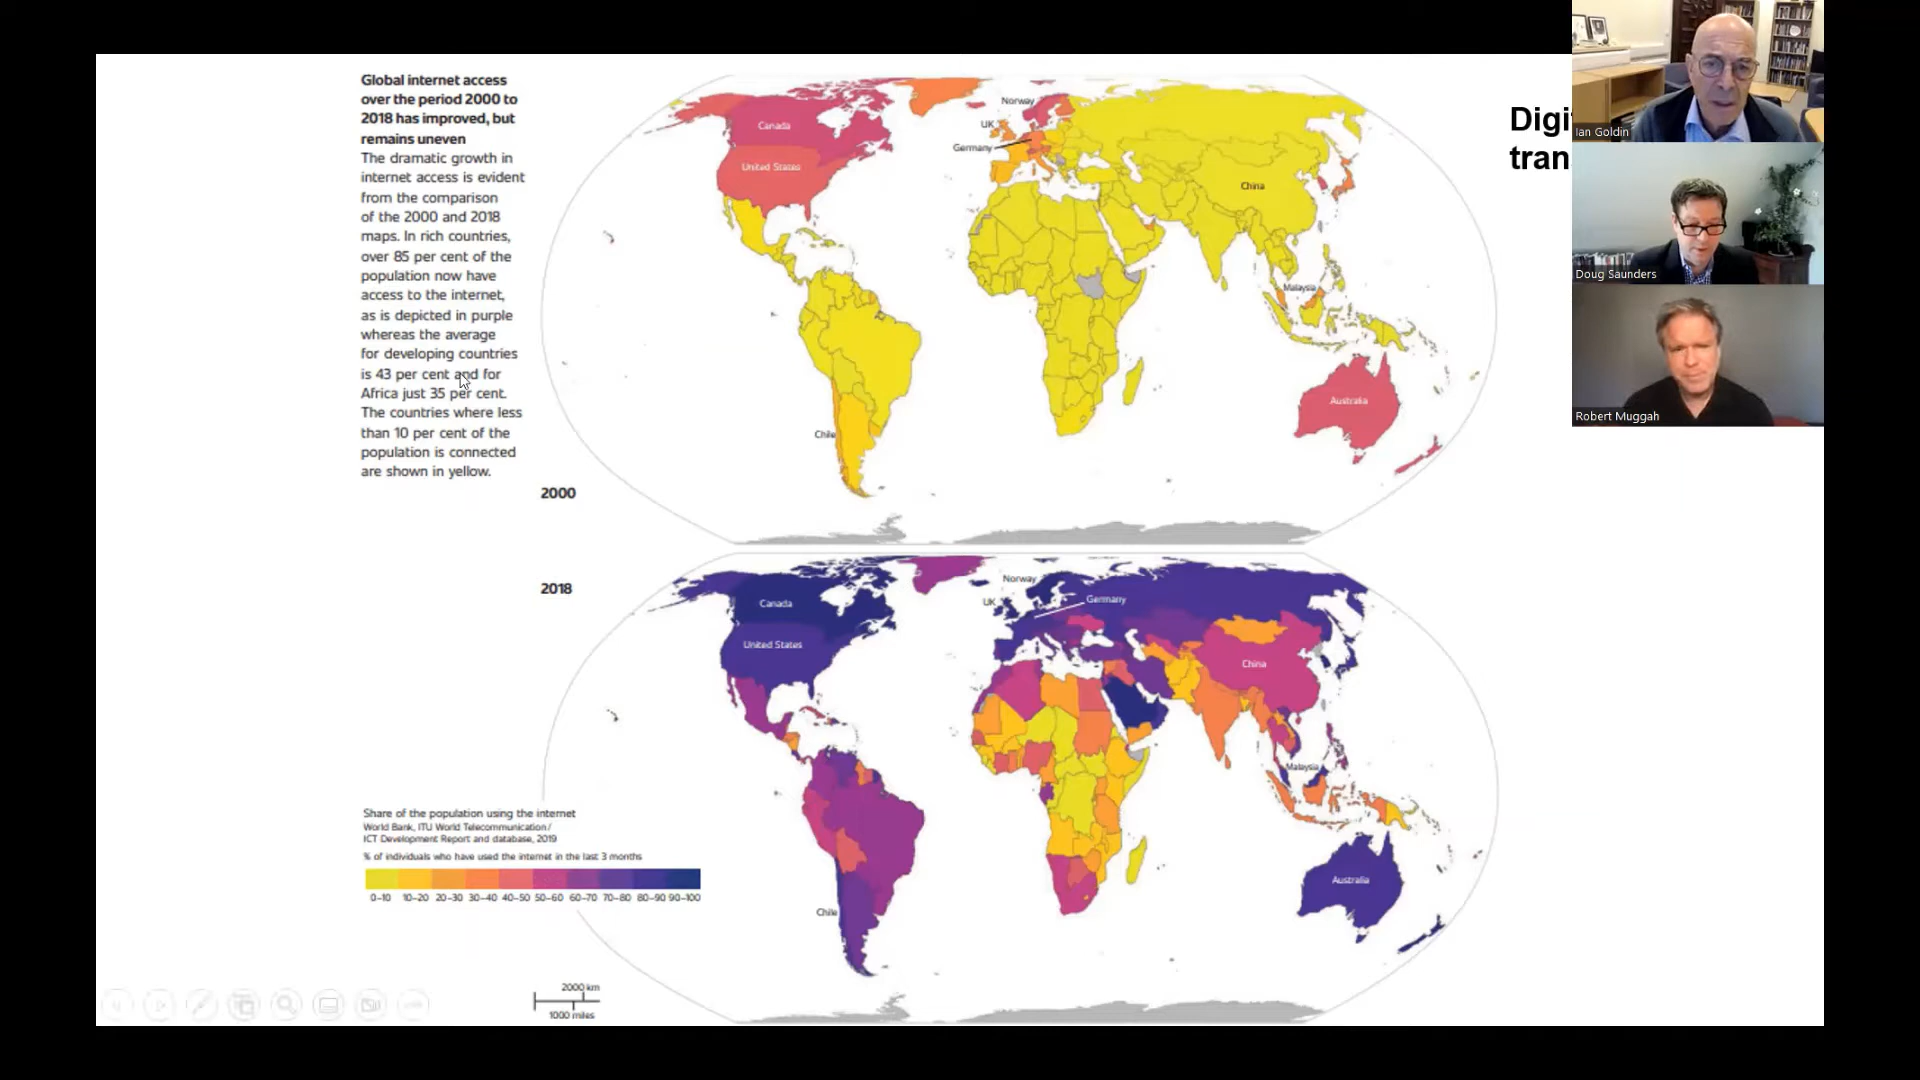 Global internet access
over the period 2000 to
2018 has improved, but
remains uneven
The dramatic growth in
internet access is evident
from the comparison
of the 2000 and 2018
maps. In rich countries,
over 85 per cent of the
population now have
access to the internet,
as is depicted in purple
whereas the average
for developing countries
is 43 per cent and for
Africa just 35 per cent.
The countries where less
than 10 per cent of the
population is connected
are shown in yellow.
Norway
Canada
UK
Germany
United States
China
Malaysia
Australia
Chile
2000
Digi
tran
Ian Goldin
Doug Saunders
Robert Muggah
2018
Norway
Germany
UK
Canada
United States
China
Malaysia
Australia
Chile
Share of the population using the internet
World Bank, ITU World Telecommunication/
ICT Development Report and database, 2019
% of individuals who have used the internet in the last 3 months
0–10 10–20 20–30 30–40 40–50 50–60 60–70 70–80 80–90 90–100
2000 km
1000 miles